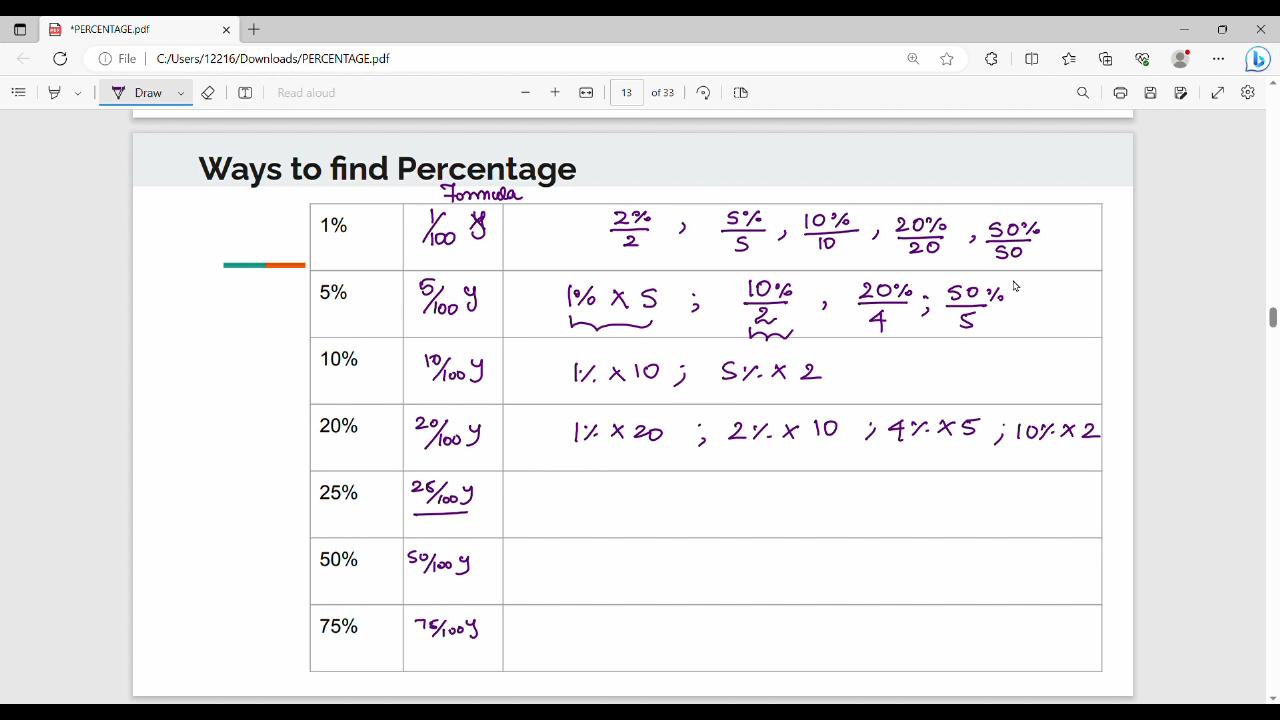 *PERCENTAGE.pdf
File C:/Users/12216/Downloads/PERCENTAGE.pdf
Draw Read aloud 13 of 33
Ways to find Percentage
Formula
1% 1/100 y 2%/2 , 5%/5 , 10%/10 , 20%/20 , 50%/50
5% 5/100 y 1% x 5 ; 10%/2 , 20%/4 ; 50%/5
10% 10/100 y 1% x 10 ; 5% x 2
20% 20/100 y 1% x 20 ; 2% x 10 ; 4% x 5 ; 10% x 2
25% 25/100 y
50% 50/100 y
75% 75/100 y